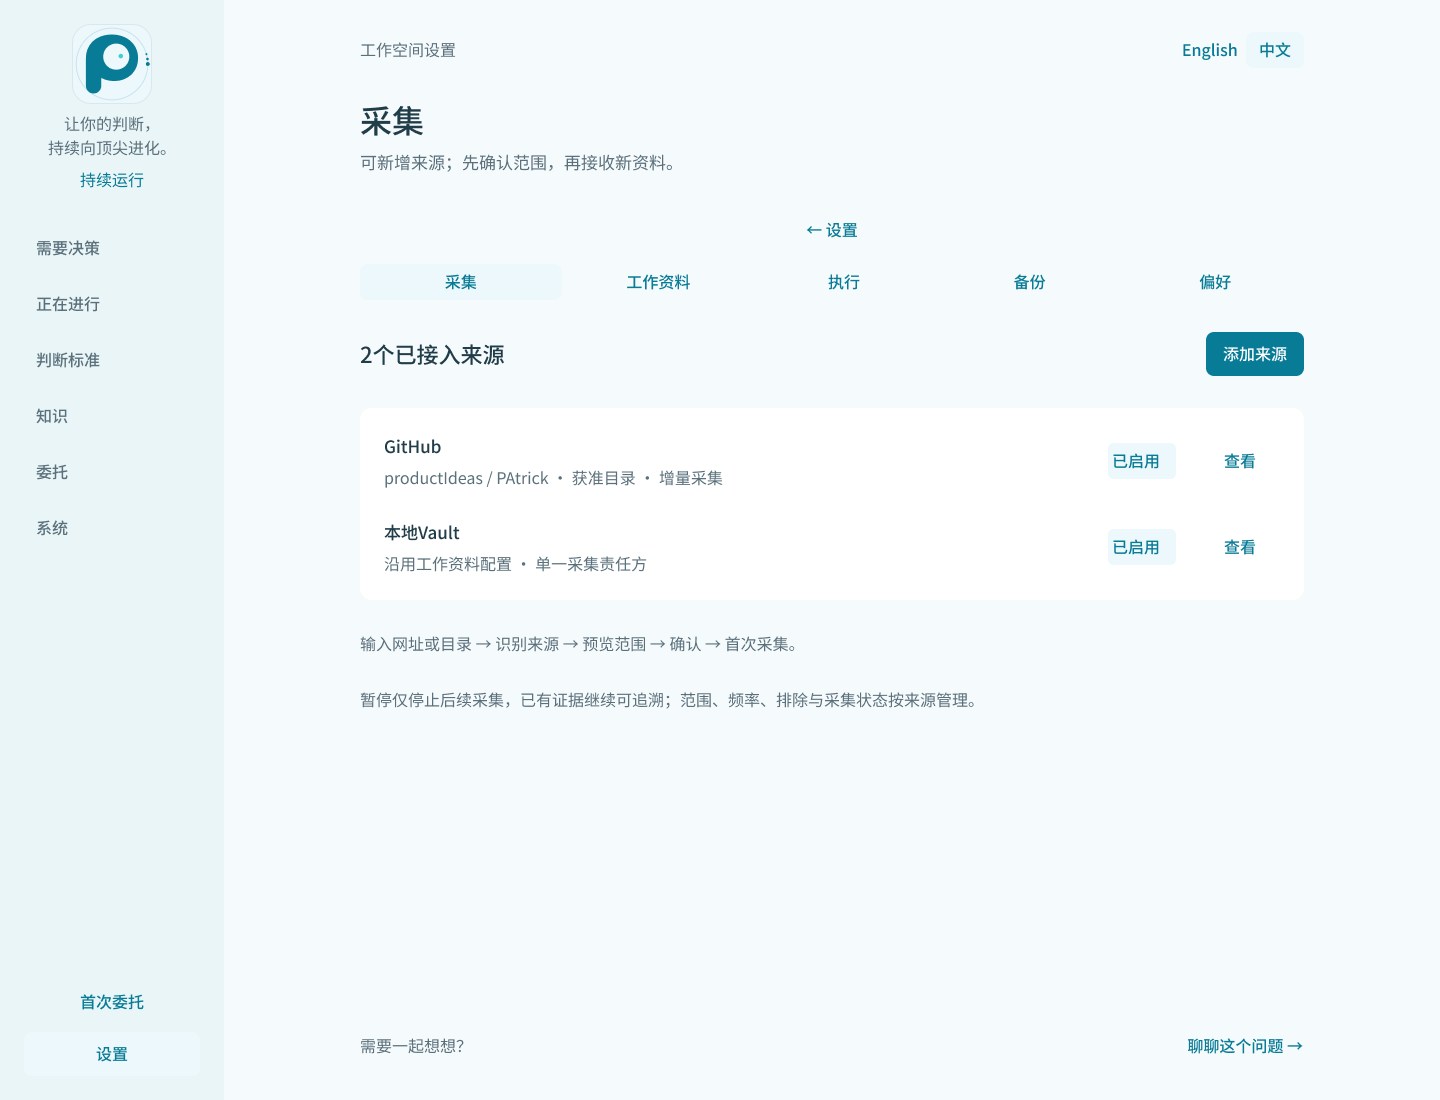 让你的判断，
持续向顶尖进化。
持续运行
需要决策
正在进行
判断标准
知识
委托
系统
首次委托
设置
工作空间设置
English 中文
采集
可新增来源；先确认范围，再接收新资料。
← 设置
采集 工作资料 执行 备份 偏好
2个已接入来源 添加来源
GitHub
productIdeas / PAtrick · 获准目录 · 增量采集
已启用 查看
本地Vault
沿用工作资料配置 · 单一采集责任方
已启用 查看
输入网址或目录 → 识别来源 → 预览范围 → 确认 → 首次采集。
暂停仅停止后续采集，已有证据继续可追溯；范围、频率、排除与采集状态按来源管理。
需要一起想想？ 聊聊这个问题 →